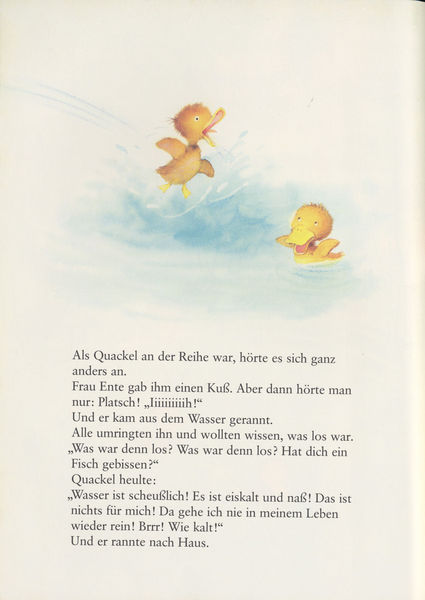 Als Quackel an der Reihe war, hörte es sich ganz
anders an.
Frau Ente gab ihm einen Kuß. Aber dann hörte man
nur: Platsch! „Iiiiiiiiiih!“
Und er kam aus dem Wasser gerannt.
Alle umringten ihn und wollten wissen, was los war.
„Was war denn los? Was war denn los? Hat dich ein
Fisch gebissen?“
Quackel heulte:
„Wasser ist scheußlich! Es ist eiskalt und naß! Das ist
nichts für mich! Da gehe ich nie in meinem Leben
wieder rein! Brrr! Wie kalt!“
Und er rannte nach Haus.